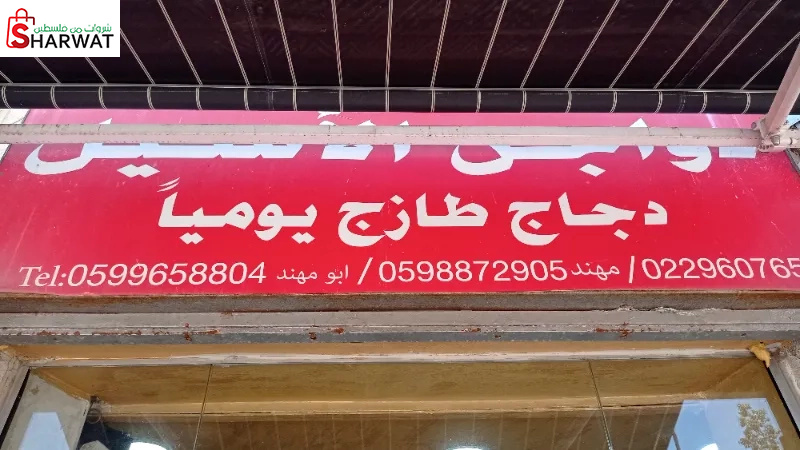 شروات من فلسطين
SHARWAT
دجاج طازج يومياً
Tel:0599658804 ابو مهند / 0598872905 مهند / 022960765